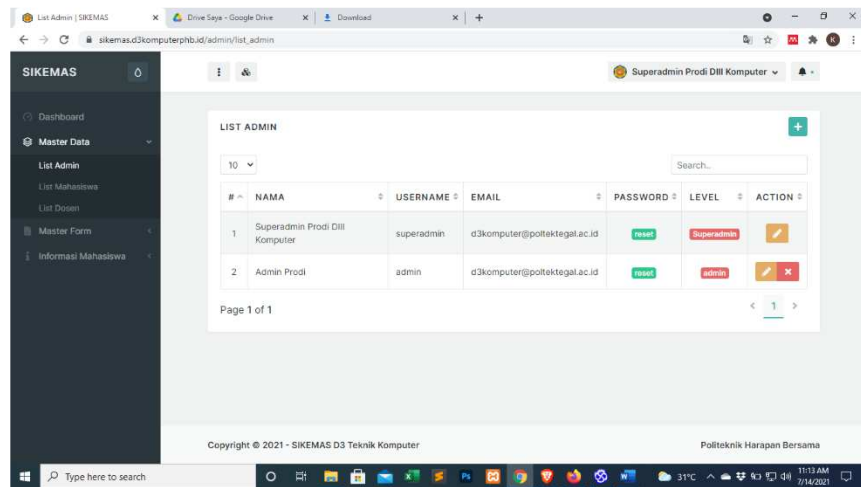 List Admin | SIKEMAS
Drive Saya - Google Drive
Download
sikemas.d3komputerphb.id/admin/list_admin
K
SIKEMAS
Superadmin Prodi DIII Komputer
Dashboard
Master Data
List Admin
List Mahasiswa
List Dosen
Master Form
Informasi Mahasiswa
LIST ADMIN
10
Search..
# NAMA USERNAME EMAIL PASSWORD LEVEL ACTION
1 Superadmin Prodi DIII Komputer superadmin d3komputer@poltektegal.ac.id reset Superadmin
2 Admin Prodi admin d3komputer@poltektegal.ac.id reset admin
Page 1 of 1
< 1 >
Copyright © 2021 - SIKEMAS D3 Teknik Komputer
Politeknik Harapan Bersama
Type here to search
31°C
11:13 AM
7/14/2021